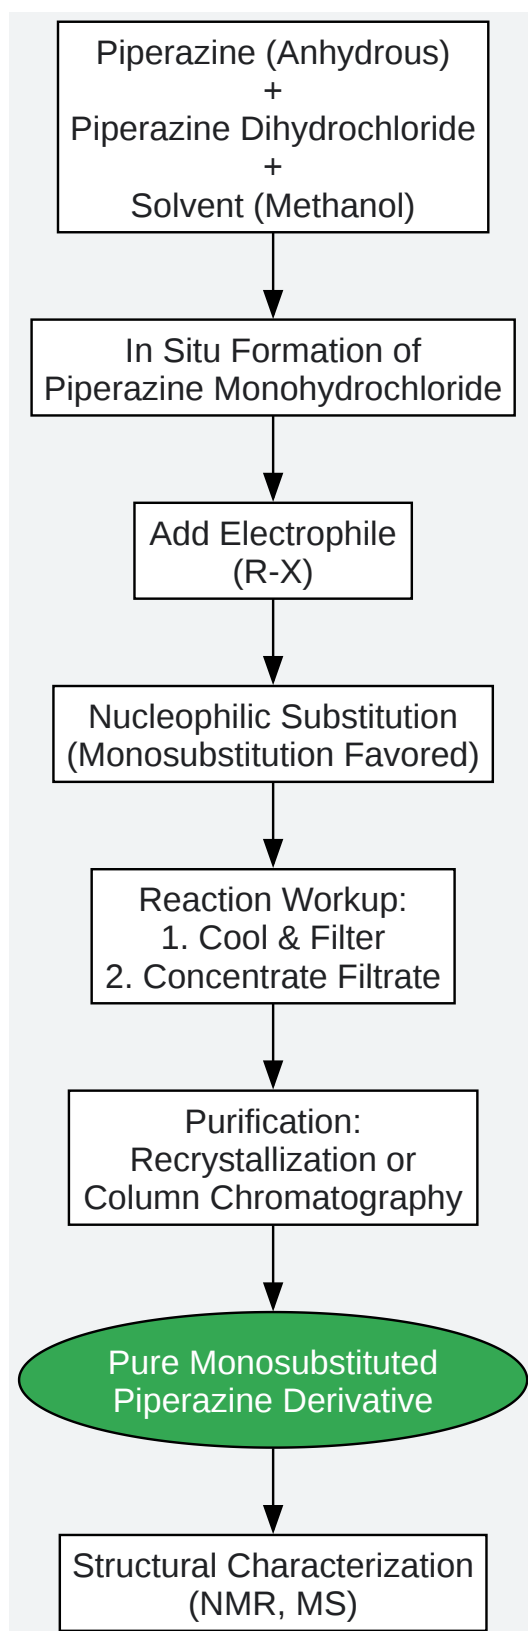 Piperazine (Anhydrous)
+
Piperazine Dihydrochloride
+
Solvent (Methanol)
In Situ Formation of
Piperazine Monohydrochloride
Add Electrophile
(R-X)
Nucleophilic Substitution
(Monosubstitution Favored)
Reaction Workup:
1. Cool & Filter
2. Concentrate Filtrate
Purification:
Recrystallization or
Column Chromatography
Pure Monosubstituted
Piperazine Derivative
Structural Characterization
(NMR, MS)